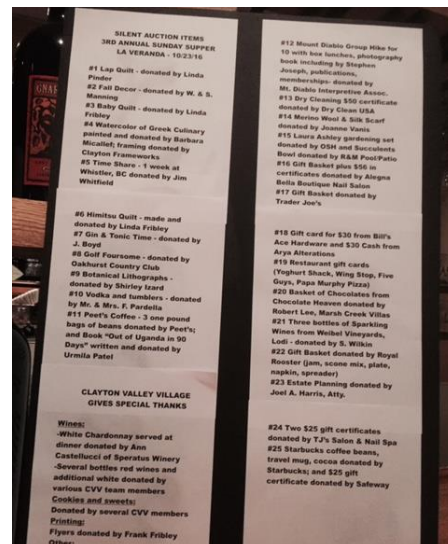 SILENT AUCTION ITEMS
3RD ANNUAL SUNDAY SUPPER
LA VERANDA - 10/23/16
#1 Lap Quilt - donated by Linda
Pinder
#2 Fall Decor - donated by W. & S.
Manning
#3 Baby Quilt - donated by Linda
Fribley
#4 Watercolor of Greek Culinary
painted and donated by Barbara
Micallef; framing donated by
Clayton Frameworks
#5 Time Share - 1 week at
Whistler, BC donated by Jim
Whitfield
#6 Himitsu Quilt - made and
donated by Linda Fribley
#7 Gin & Tonic Time - donated by
J. Boyd
#8 Golf Foursome - donated by
Oakhurst Country Club
#9 Botanical Lithographs -
donated by Shirley Izard
#10 Vodka and tumblers - donated
by Mr. & Mrs. F. Pardella
#11 Peet's Coffee - 3 one pound
bags of beans donated by Peet's;
and Book "Out of Uganda in 90
Days" written and donated by
Urmila Patel
CLAYTON VALLEY VILLAGE
GIVES SPECIAL THANKS
Wines:
-White Chardonnay served at
dinner donated by Ann
Castellucci of Speratus Winery
-Several bottles red wines and
additional white donated by
various CVV team members
Cookies and sweets:
Donated by several CVV members
Printing:
Flyers donated by Frank Fribley
Other:
#12 Mount Diablo Group Hike for
10 with box lunches, photography
book including by Stephen
Joseph, publications,
memberships- donated by
Mt. Diablo Interpretive Assoc.
#13 Dry Cleaning $50 certificate
donated by Dry Clean USA
#14 Merino Wool & Silk Scarf
donated by Joanne Vanis
#15 Laura Ashley gardening set
donated by OSH and Succulents
Bowl donated by R&M Pool/Patio
#16 Gift Basket plus $50 in
certificates donated by Alegna
Bella Boutique Nail Salon
#17 Gift Basket donated by
Trader Joe's
#18 Gift card for $30 from Bill's
Ace Hardware and $30 Cash from
Arya Alterations
#19 Restaurant gift cards
(Yoghurt Shack, Wing Stop, Five
Guys, Papa Murphy Pizza)
#20 Basket of Chocolates from
Chocolate Heaven donated by
Robert Lee, Marsh Creek Villas
#21 Three bottles of Sparkling
Wines from Weibel Vineyards,
Lodi - donated by S. Wilkin
#22 Gift Basket donated by Royal
Rooster (jam, scone mix, plate,
napkin, spreader)
#23 Estate Planning donated by
Joel A. Harris, Atty.
#24 Two $25 gift certificates
donated by TJ's Salon & Nail Spa
#25 Starbucks coffee beans,
travel mug, cocoa donated by
Starbucks; and $25 gift
certificate donated by Safeway